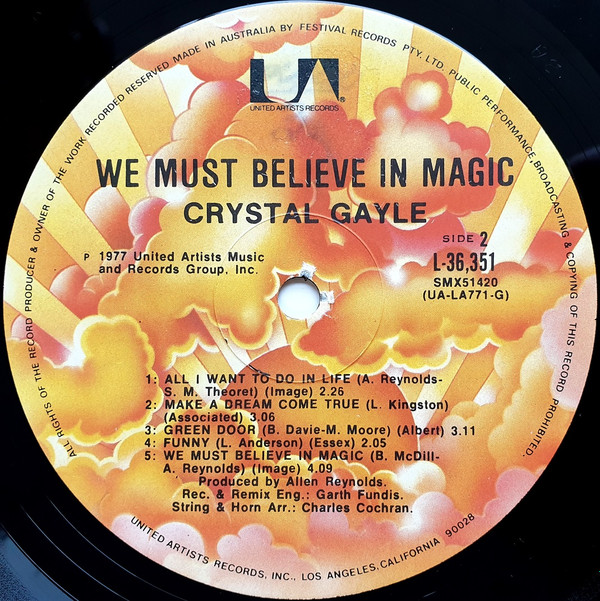 ALL RIGHTS OF THE RECORD PRODUCER & OWNER OF THE WORK RECORDED RESERVED MADE IN AUSTRALIA BY FESTIVAL RECORDS PTY. LTD. PUBLIC PERFORMANCE, BROADCASTING & COPYING OF THIS RECORD PROHIBITED.
UA
®
UNITED ARTISTS RECORDS
WE MUST BELIEVE IN MAGIC
CRYSTAL GAYLE
SIDE 2
L-36,351
SMX51420
(UA-LA771-G)
P 1977 United Artists Music
and Records Group, Inc.
1: ALL I WANT TO DO IN LIFE (A. Reynolds-
S. M. Theoret) (Image) 2.26
2: MAKE A DREAM COME TRUE (L. Kingston)
(Associated) 3.06
3: GREEN DOOR (B. Davie-M. Moore) (Albert) 3.11
4: FUNNY (L. Anderson) (Essex) 2.05
5: WE MUST BELIEVE IN MAGIC (B. McDill-
A. Reynolds) (Image) 4.09
Produced by Allen Reynolds.
Rec. & Remix Eng.: Garth Fundis.
String & Horn Arr.: Charles Cochran.
UNITED ARTISTS RECORDS, INC., LOS ANGELES, CALIFORNIA 90028